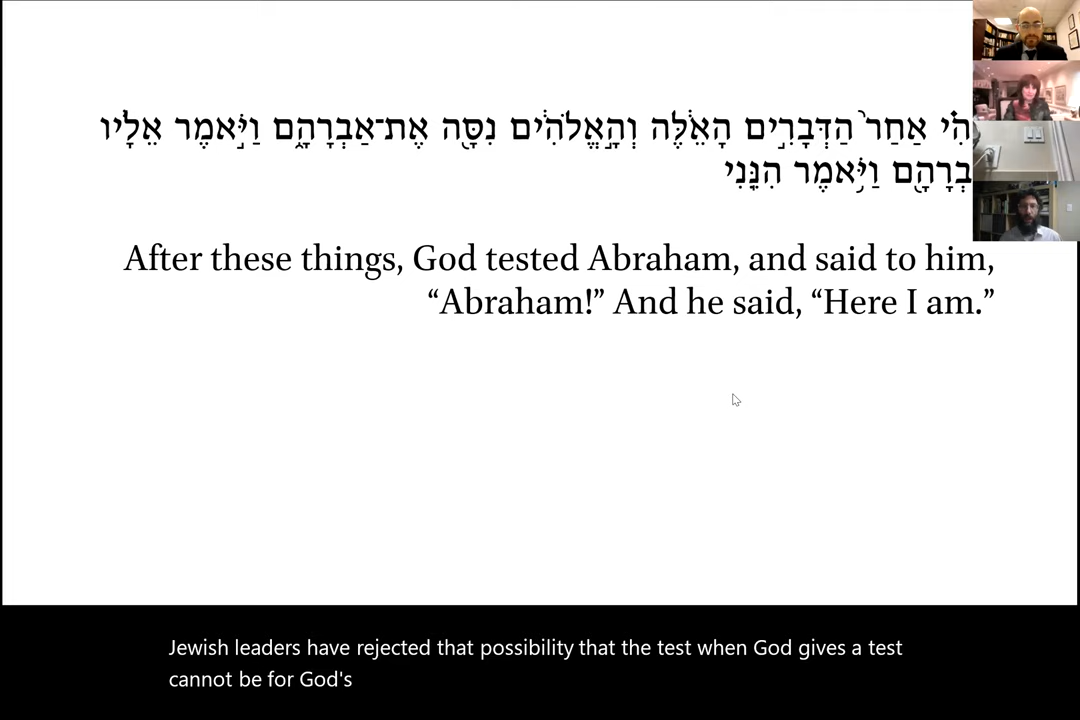 אַחַר֙ הַדְּבָרִ֣ים הָאֵ֔לֶּה וְהָ֣אֱלֹהִ֔ים נִסָּ֖ה אֶת־אַבְרָהָ֑ם וַיֹּ֣אמֶר אֵלָ֔יו
וַיֹּ֥אמֶר הִנֵּֽנִי
After these things, God tested Abraham, and said to him,
“Abraham!” And he said, “Here I am.”
Jewish leaders have rejected that possibility that the test when God gives a test
cannot be for God's